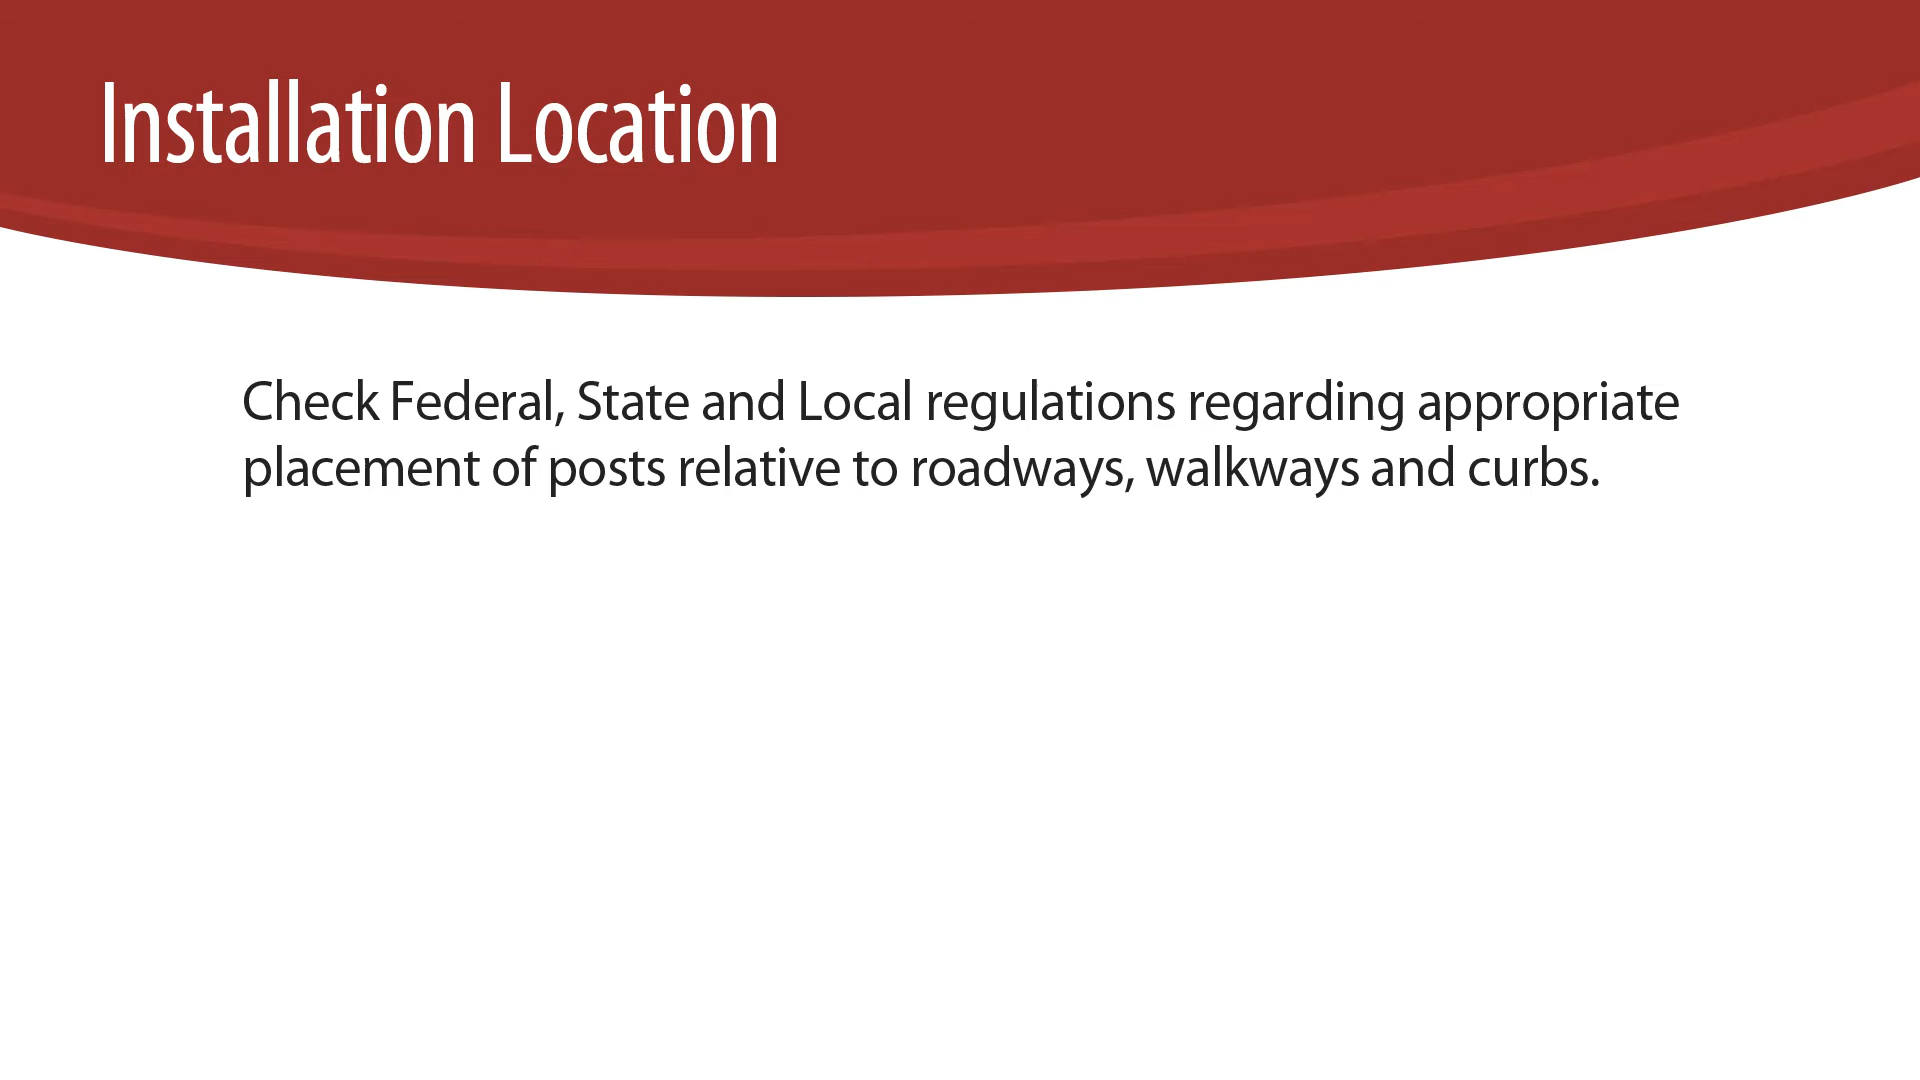 Installation Location
Check Federal, State and Local regulations regarding appropriate
placement of posts relative to roadways, walkways and curbs.